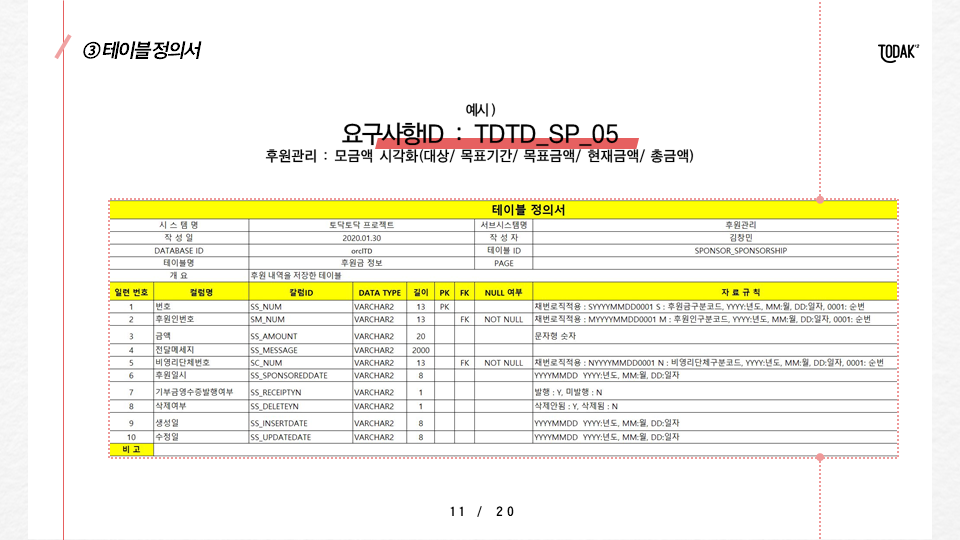 ③ 테이블 정의서
TODAK
예시 )
요구사항ID : TDTD_SP_05
후원관리 : 모금액 시각화(대상/ 목표기간/ 목표금액/ 현재금액/ 총금액)
테이블 정의서
시 스 템 명 토닥토닥 프로젝트 서브시스템명 후원관리
작 성 일 2020.01.30 작 성 자 김창민
DATABASE ID orclTD 테이블 ID SPONSOR_SPONSORSHIP
테이블명 후원금 정보 PAGE
개 요 후원 내역을 저장한 테이블
일련 번호 컬럼명 칼럼ID DATA TYPE 길이 PK FK NULL 여부 자 료 규 칙
1 번호 SS_NUM VARCHAR2 13 PK 채번로직적용 : SYYYYMMDD0001 S : 후원금구분코드, YYYY:년도, MM:월, DD:일자, 0001: 순번
2 후원인번호 SM_NUM VARCHAR2 13 FK NOT NULL 채번로직적용 : MYYYYMMDD0001 M : 후원인구분코드, YYYY:년도, MM:월, DD:일자, 0001: 순번
3 금액 SS_AMOUNT VARCHAR2 20 문자형 숫자
4 전달메세지 SS_MESSAGE VARCHAR2 2000
5 비영리단체번호 SC_NUM VARCHAR2 13 FK NOT NULL 채번로직적용 : NYYYYMMDD0001 N : 비영리단체구분코드, YYYY:년도, MM:월, DD:일자, 0001: 순번
6 후원일시 SS_SPONSOREDDATE VARCHAR2 8 YYYYMMDD YYYY:년도, MM:월, DD:일자
7 기부금영수증발행여부 SS_RECEIPTYN VARCHAR2 1 발행 : Y, 미발행 : N
8 삭제여부 SS_DELETEYN VARCHAR2 1 삭제안됨 : Y, 삭제됨 : N
9 생성일 SS_INSERTDATE VARCHAR2 8 YYYYMMDD YYYY:년도, MM:월, DD:일자
10 수정일 SS_UPDATEDATE VARCHAR2 8 YYYYMMDD YYYY:년도, MM:월, DD:일자
비 고
11 / 20